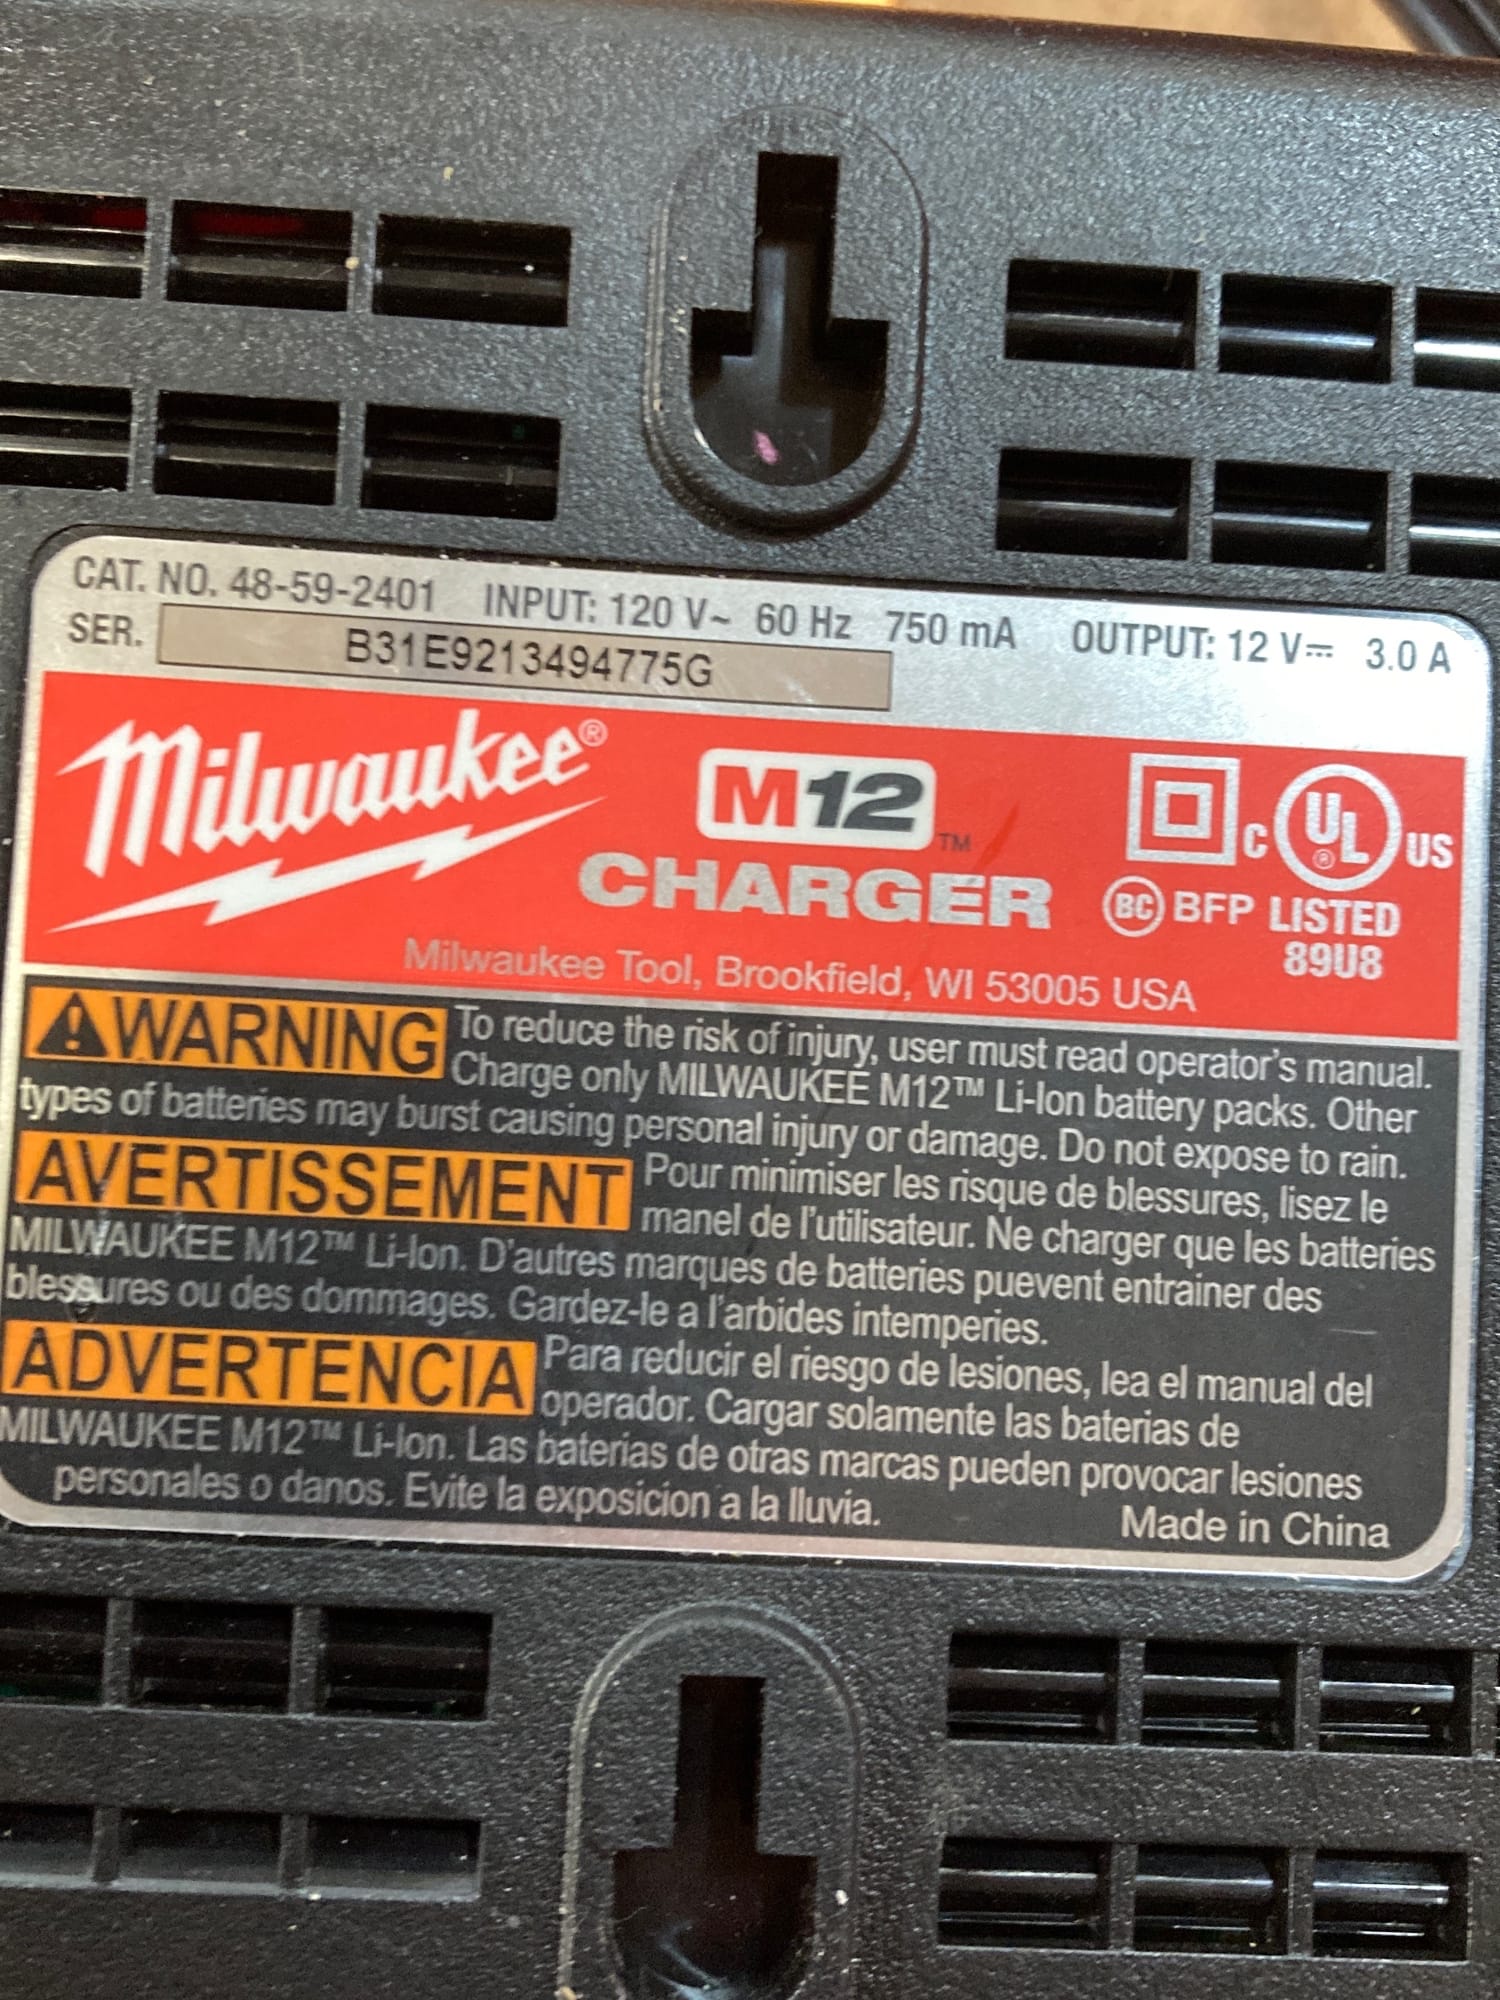 CAT. NO. 48-59-2401 INPUT: 120 V~ 60 Hz 750 mA OUTPUT: 12 V⎓ 3.0 A
SER. B31E9213494775G
Milwaukee®
M12™
CHARGER
C UL® US
BC BFP LISTED
89U8
Milwaukee Tool, Brookfield, WI 53005 USA
⚠WARNING To reduce the risk of injury, user must read operator's manual.
Charge only MILWAUKEE M12™ Li-Ion battery packs. Other
types of batteries may burst causing personal injury or damage. Do not expose to rain.
AVERTISSEMENT Pour minimiser les risque de blessures, lisez le
manel de l'utilisateur. Ne charger que les batteries
MILWAUKEE M12™ Li-Ion. D'autres marques de batteries puevent entrainer des
blessures ou des dommages. Gardez-le a l'arbides intemperies.
ADVERTENCIA Para reducir el riesgo de lesiones, lea el manual del
operador. Cargar solamente las baterias de
MILWAUKEE M12™ Li-Ion. Las baterias de otras marcas pueden provocar lesiones
personales o danos. Evite la exposicion a la lluvia.
Made in China